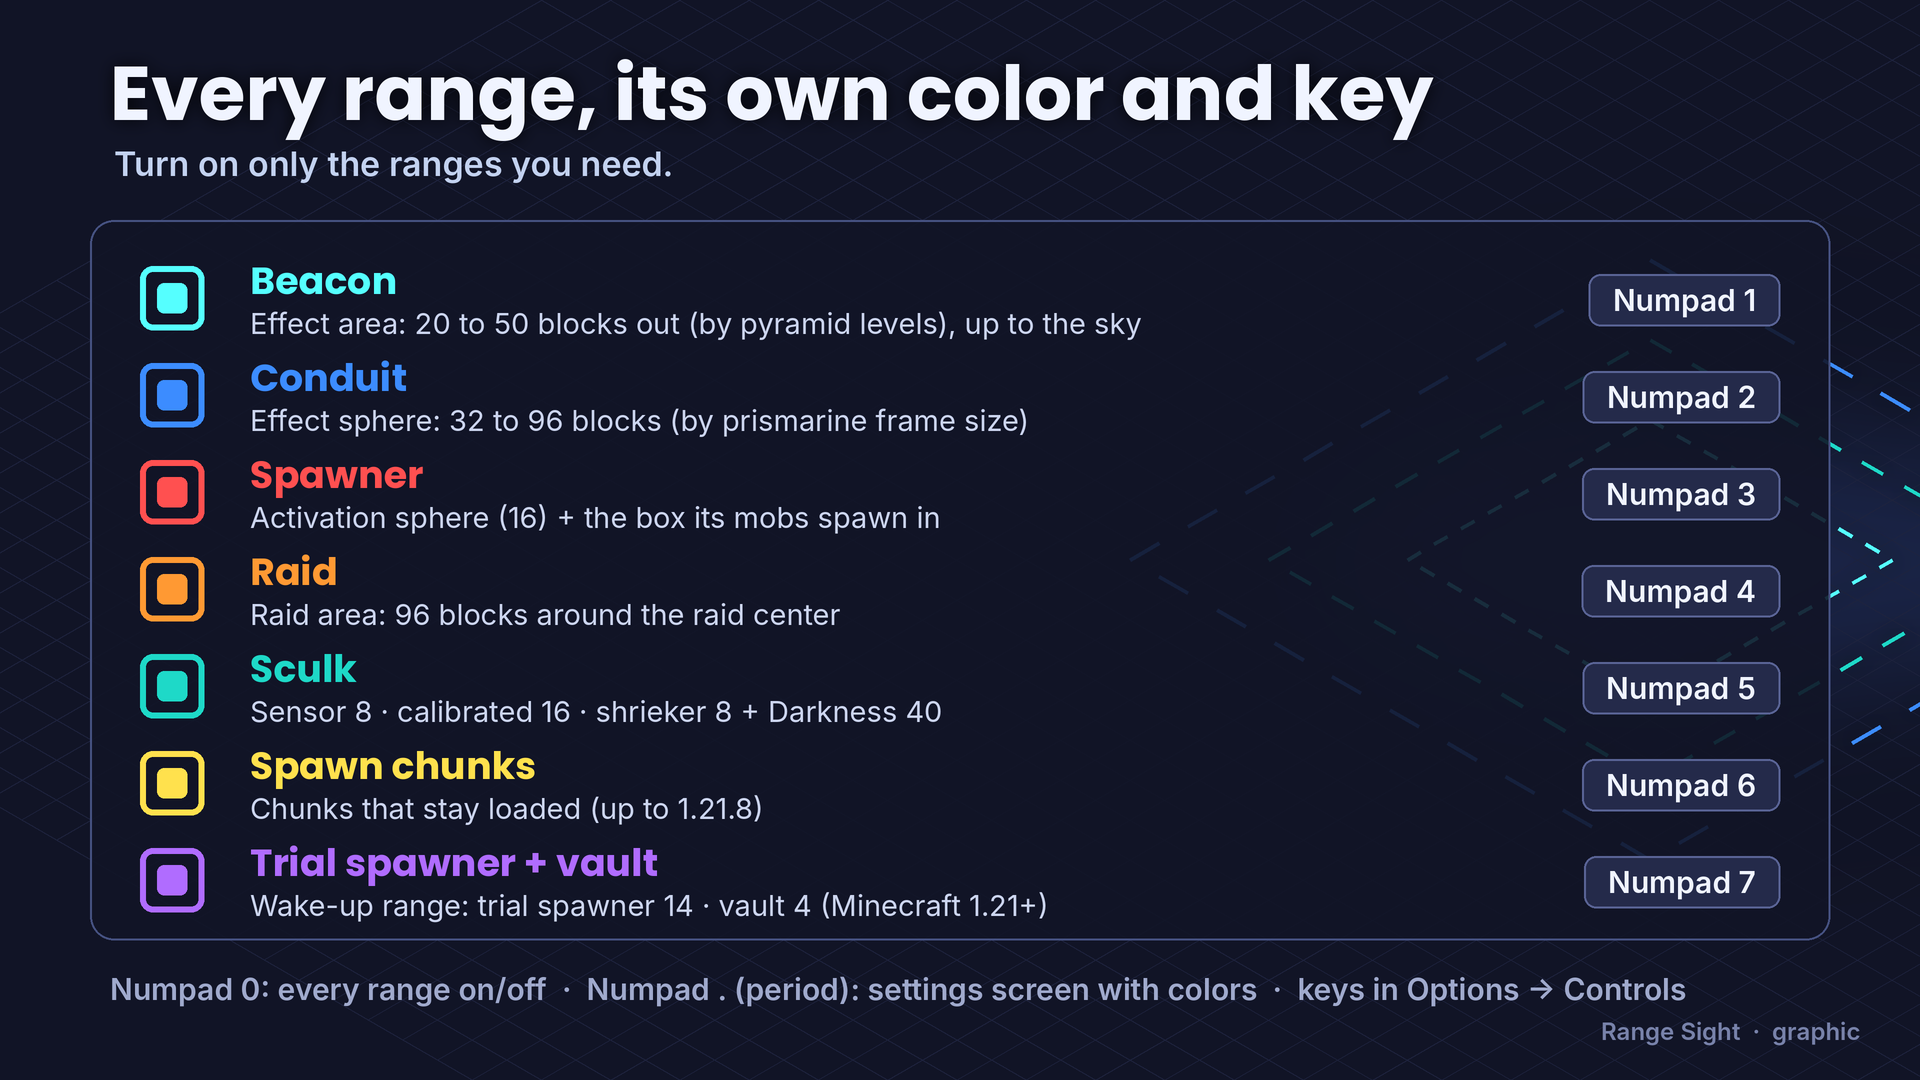 Every range, its own color and key
Turn on only the ranges you need.
Beacon
Effect area: 20 to 50 blocks out (by pyramid levels), up to the sky
Numpad 1
Conduit
Effect sphere: 32 to 96 blocks (by prismarine frame size)
Numpad 2
Spawner
Activation sphere (16) + the box its mobs spawn in
Numpad 3
Raid
Raid area: 96 blocks around the raid center
Numpad 4
Sculk
Sensor 8 · calibrated 16 · shrieker 8 + Darkness 40
Numpad 5
Spawn chunks
Chunks that stay loaded (up to 1.21.8)
Numpad 6
Trial spawner + vault
Wake-up range: trial spawner 14 · vault 4 (Minecraft 1.21+)
Numpad 7
Numpad 0: every range on/off · Numpad . (period): settings screen with colors · keys in Options → Controls
Range Sight · graphic